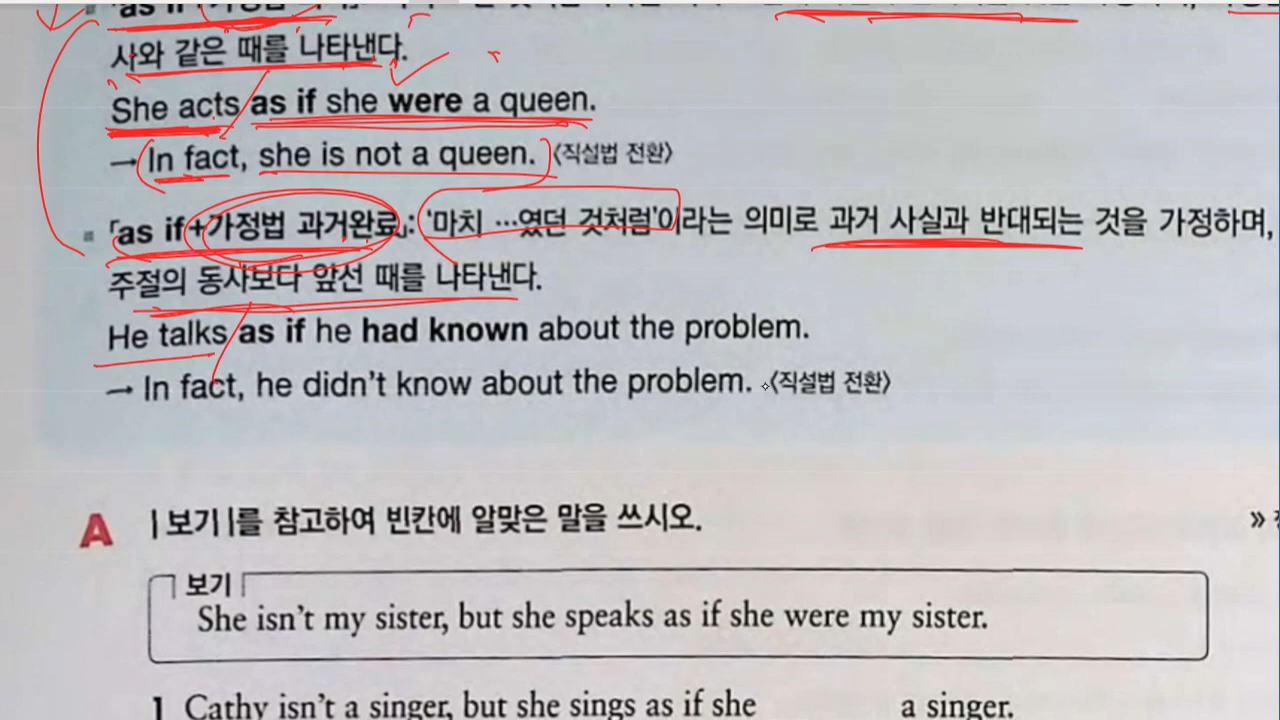 「as if+
사와 같은 때를 나타낸다.
She acts as if she were a queen.
→ In fact, she is not a queen. 〈직설법 전환〉
▪ 「as if+가정법 과거완료」: ‘마치 …였던 것처럼’이라는 의미로 과거 사실과 반대되는 것을 가정하며,
주절의 동사보다 앞선 때를 나타낸다.
He talks as if he had known about the problem.
→ In fact, he didn’t know about the problem. 〈직설법 전환〉
A |보기|를 참고하여 빈칸에 알맞은 말을 쓰시오. »
보기
She isn’t my sister, but she speaks as if she were my sister.
1 Cathy isn’t a singer, but she sings as if she a singer.